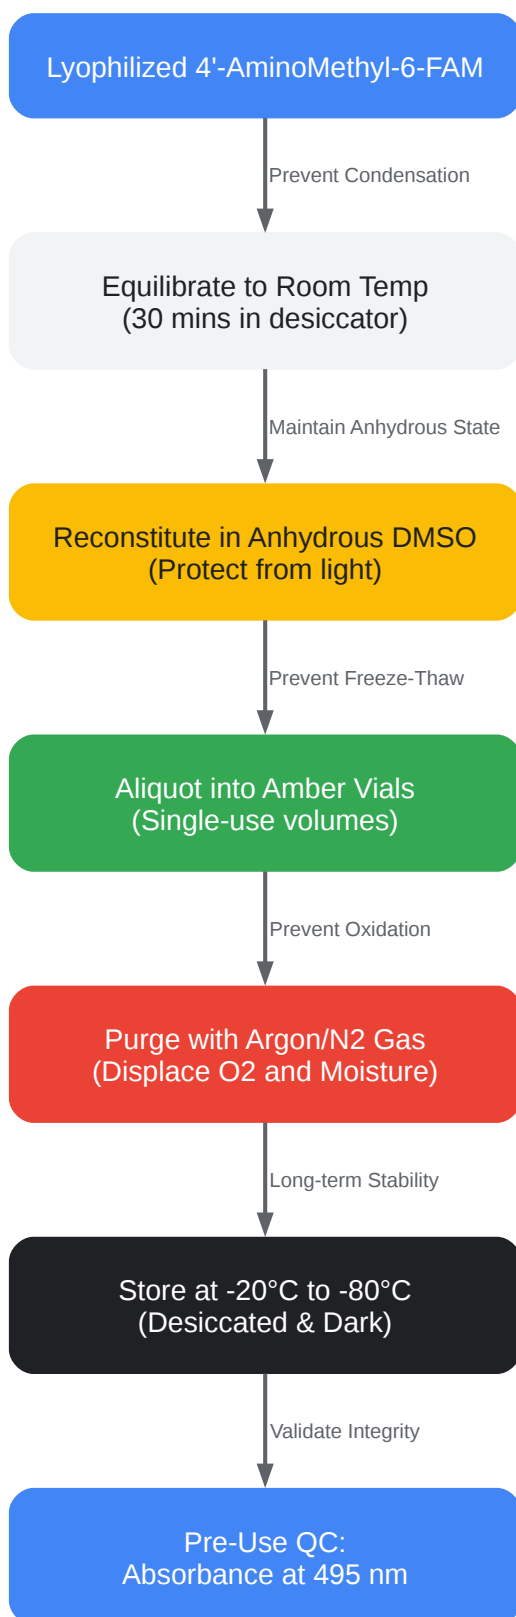 Lyophilized 4'-AminoMethyl-6-FAM
Prevent Condensation
Equilibrate to Room Temp
(30 mins in desiccator)
Maintain Anhydrous State
Reconstitute in Anhydrous DMSO
(Protect from light)
Prevent Freeze-Thaw
Aliquot into Amber Vials
(Single-use volumes)
Prevent Oxidation
Purge with Argon/N2 Gas
(Displace O2 and Moisture)
Long-term Stability
Store at -20°C to -80°C
(Desiccated & Dark)
Validate Integrity
Pre-Use QC:
Absorbance at 495 nm